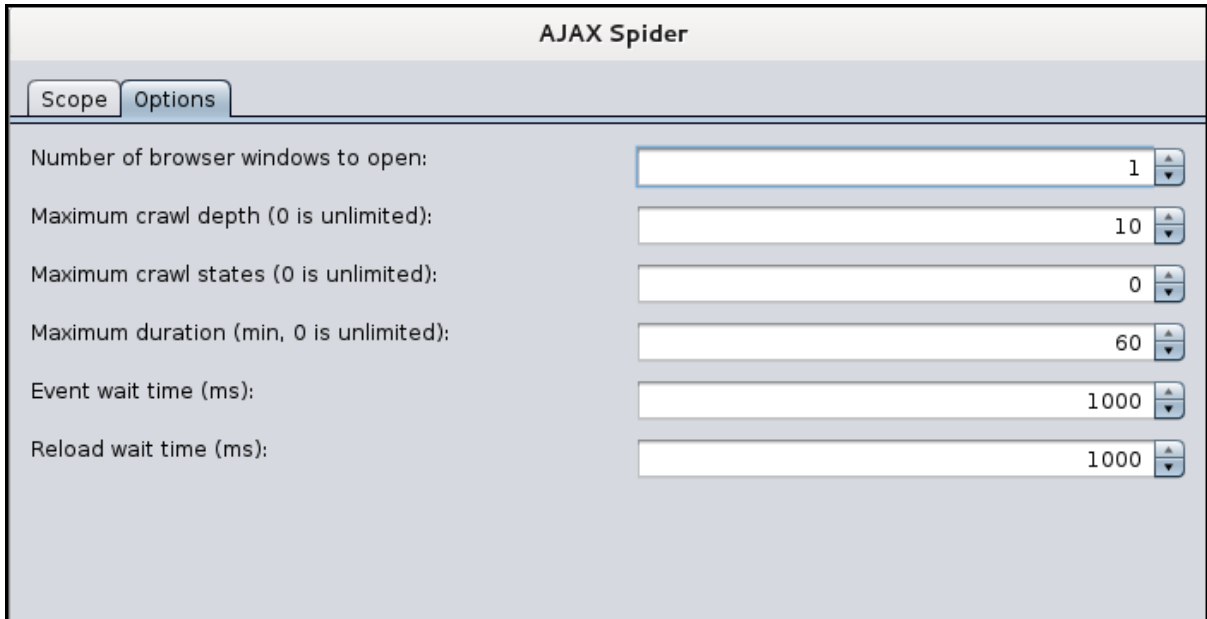 AJAX Spider
Scope Options
Number of browser windows to open: 1
Maximum crawl depth (0 is unlimited): 10
Maximum crawl states (0 is unlimited): 0
Maximum duration (min, 0 is unlimited): 60
Event wait time (ms): 1000
Reload wait time (ms): 1000